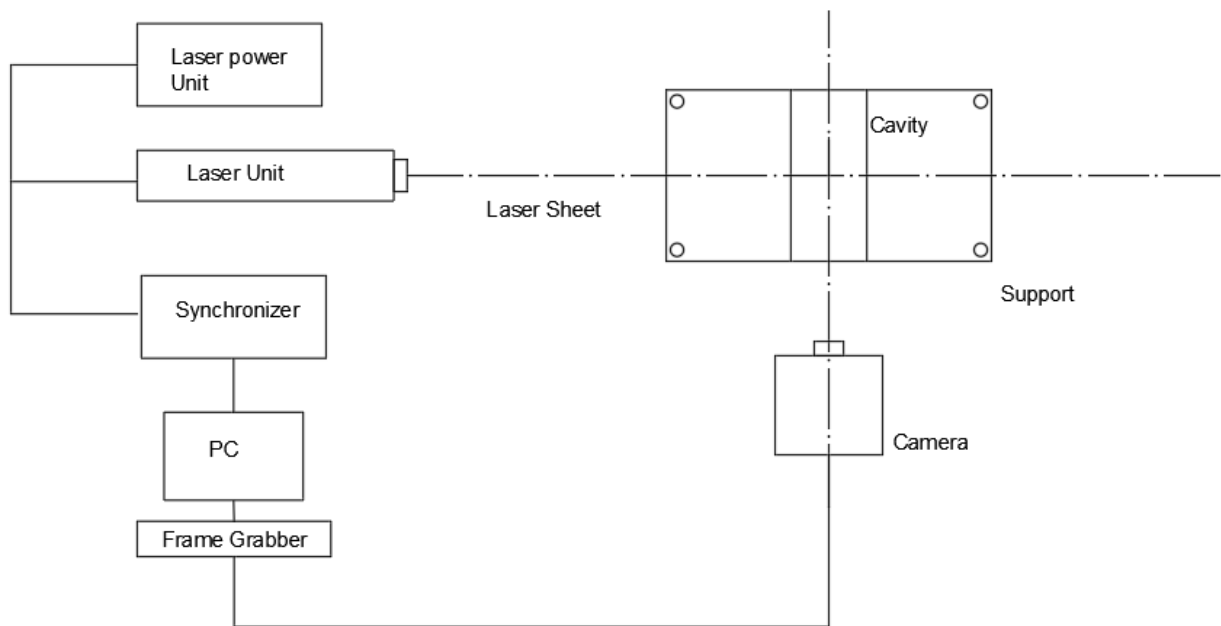 Laser power
Unit
Cavity
Laser Unit
Laser Sheet
Support
Synchronizer
Camera
PC
Frame Grabber